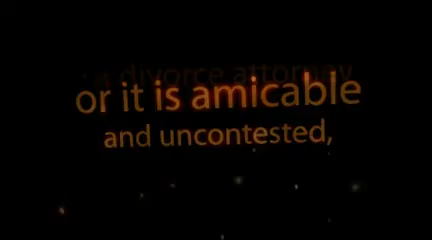 a divorce attorney
or it is amicable
and uncontested,